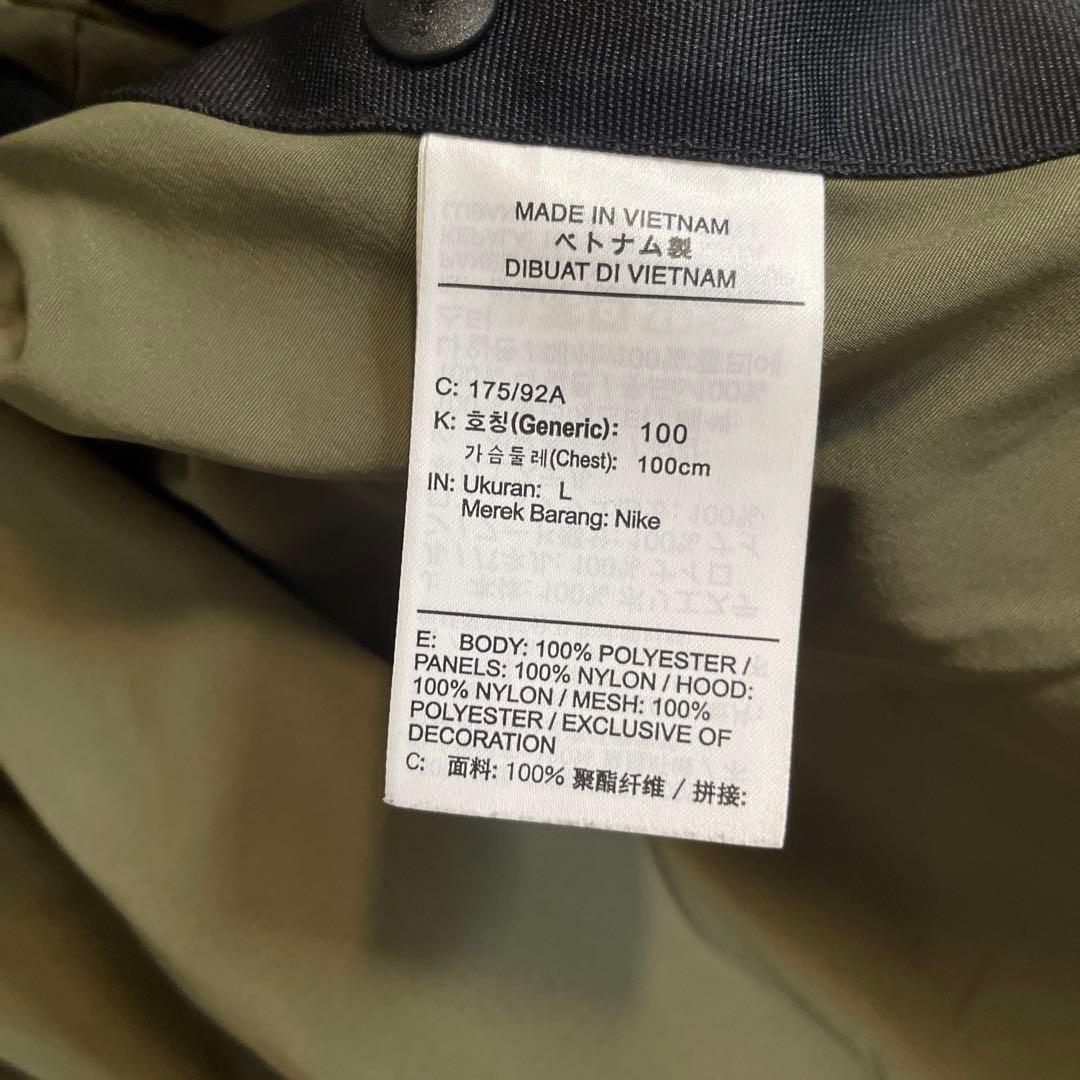 MADE IN VIETNAM
ベトナム製
DIBUAT DI VIETNAM
C: 175/92A
K: 호칭(Generic): 100
가슴둘레(Chest): 100cm
IN: Ukuran: L
Merek Barang: Nike
E: BODY: 100% POLYESTER /
PANELS: 100% NYLON / HOOD:
100% NYLON / MESH: 100%
POLYESTER / EXCLUSIVE OF
DECORATION
C: 面料: 100% 聚酯纤维 / 拼接: